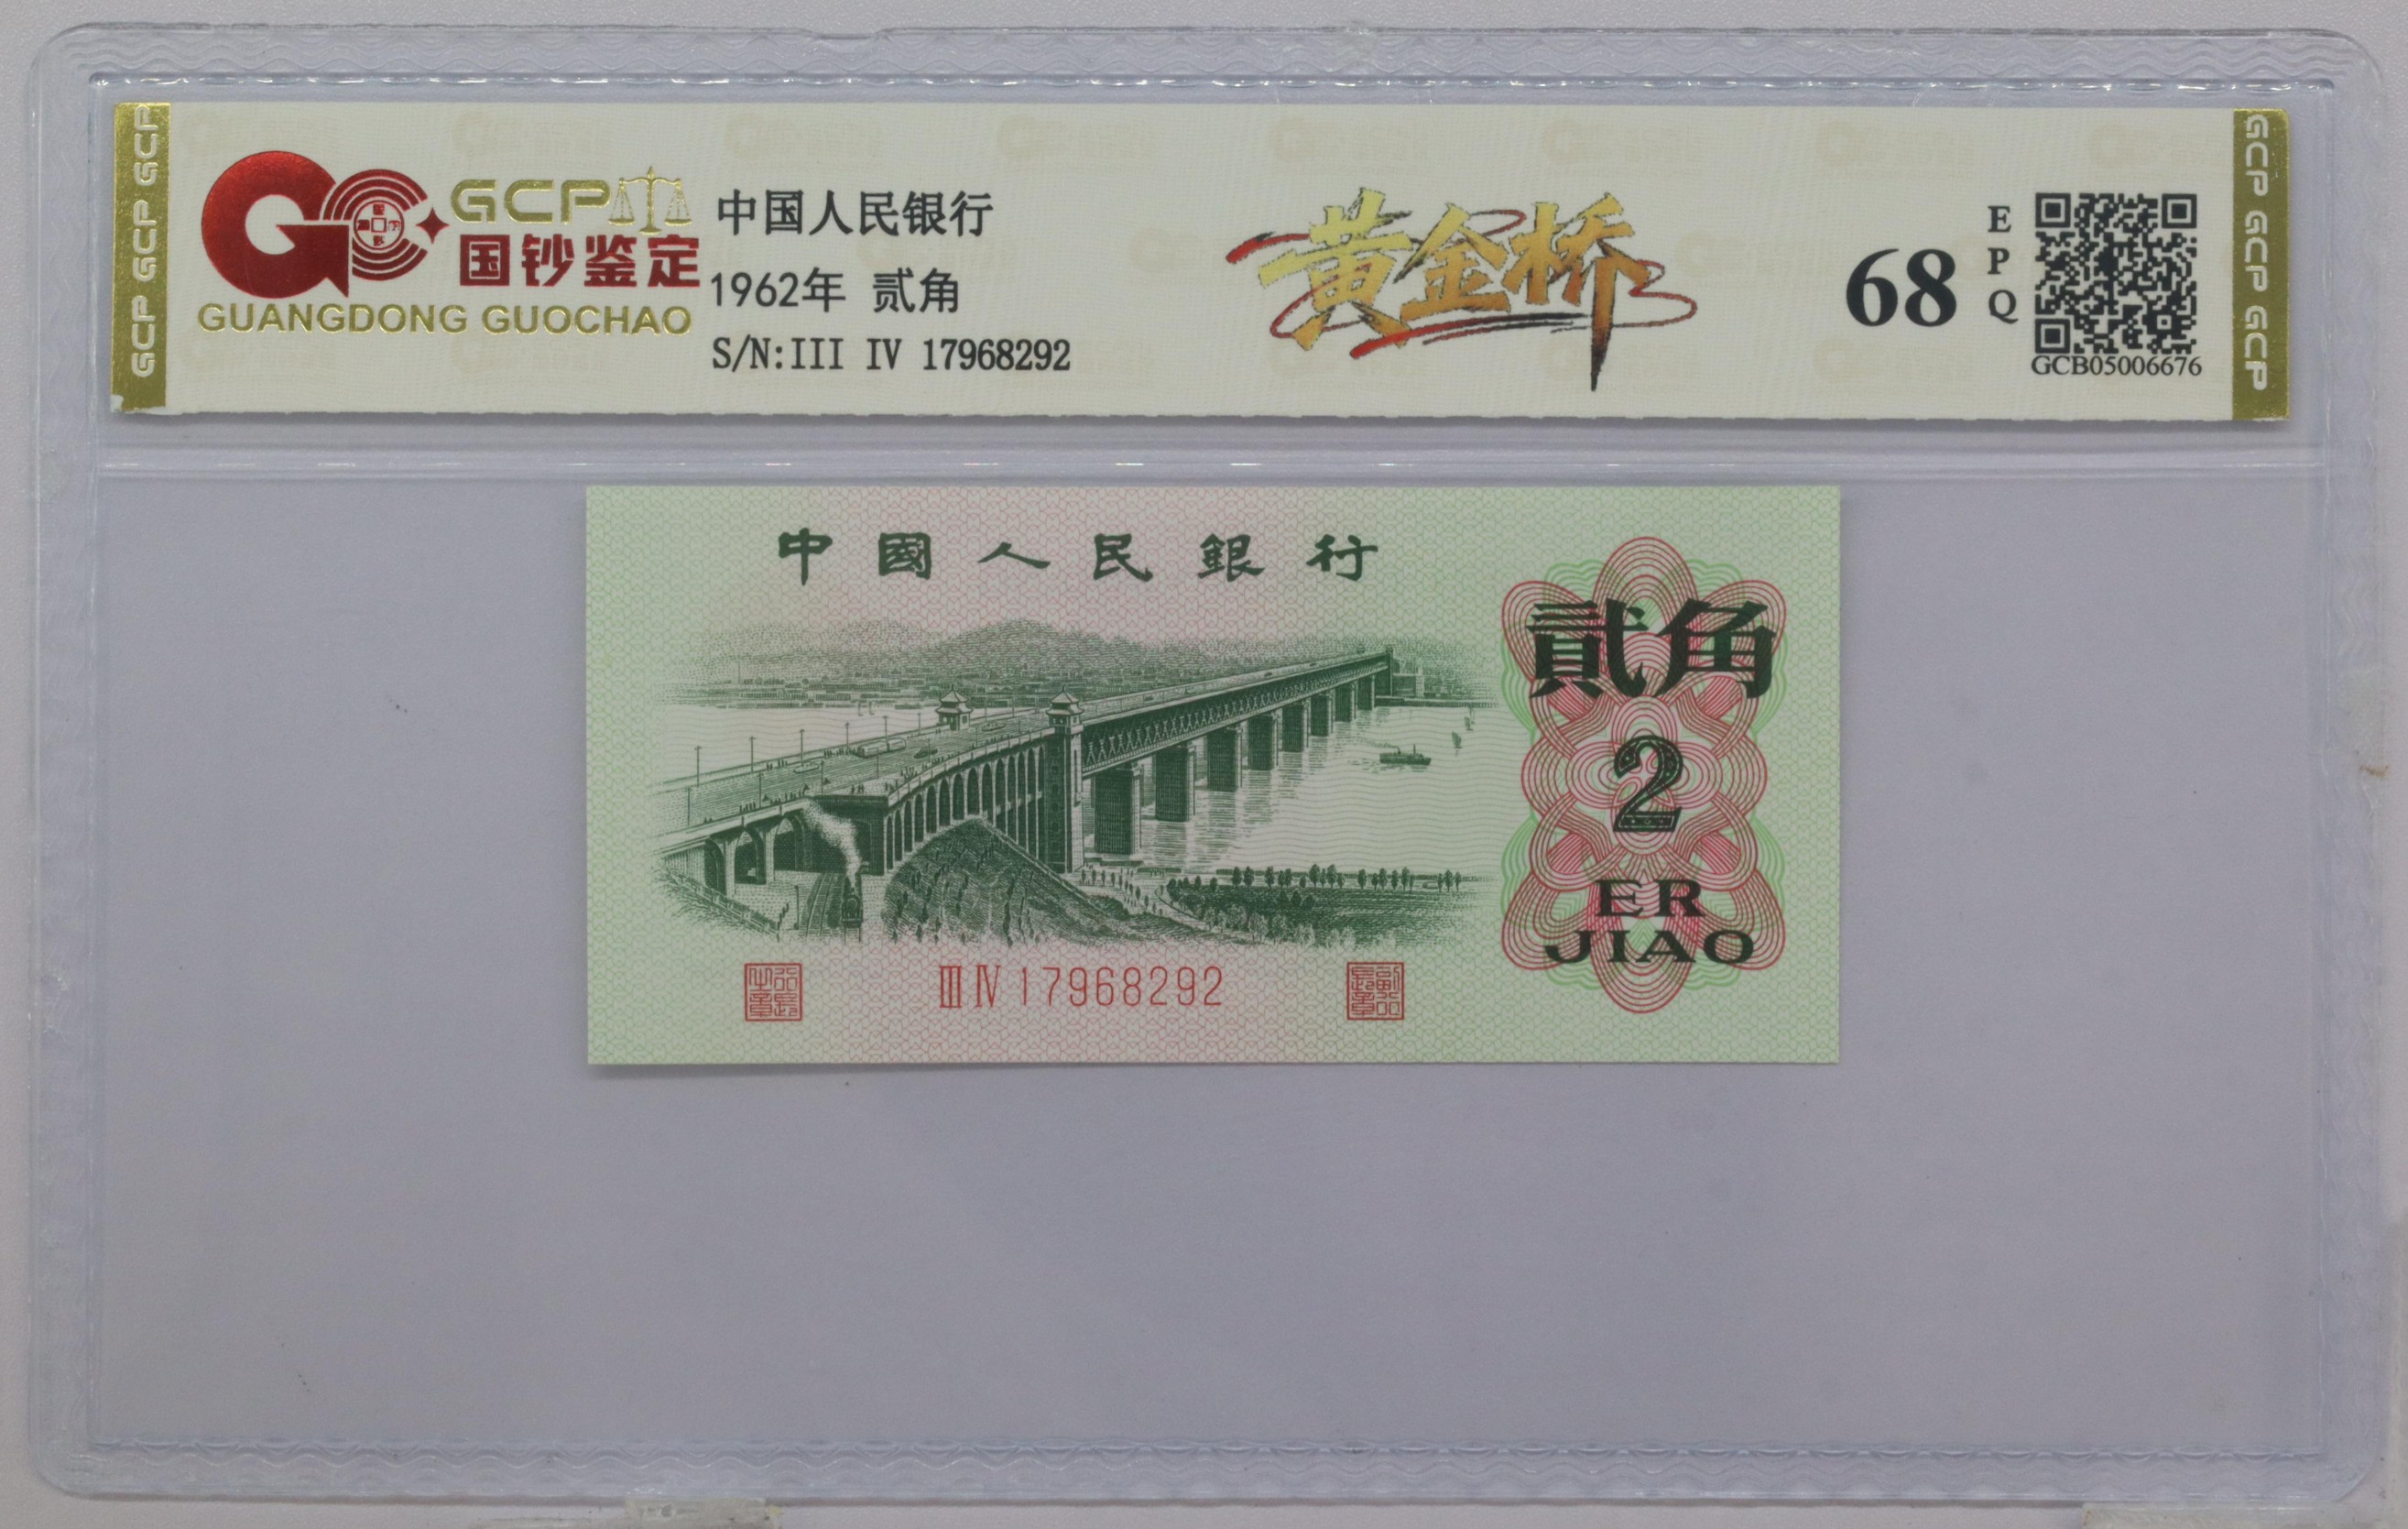 GCP GCP GCP
GCP
国钞鉴定
GUANGDONG GUOCHAO
中国人民银行
1962年 贰角
S/N:III IV 17968292
黄金桥
68
EPQ
GCB05006676
GCP GCP GCP
中國人民銀行
貳角
2
ER
JIAO
III IV 17968292